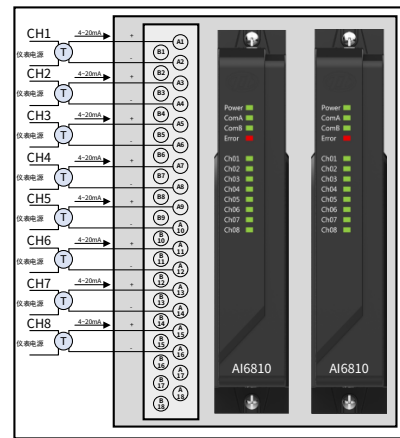 CH1
4~20mA
+
仪表电源
T
-
CH2
4~20mA
+
仪表电源
T
-
CH3
4~20mA
+
仪表电源
T
-
CH4
4~20mA
+
仪表电源
T
-
CH5
4~20mA
+
仪表电源
T
-
CH6
4~20mA
+
仪表电源
T
-
CH7
4~20mA
+
仪表电源
T
-
CH8
4~20mA
+
仪表电源
T
-
A1
B1
A2
B2
A3
B3
A4
B4
A5
B5
A6
B6
A7
B7
A8
B8
A9
B9
A10
B10
A11
B11
A12
B12
A13
B13
A14
B14
A15
B15
A16
B16
A17
B17
A18
B18
Power
ComA
ComB
Error
Ch01
Ch02
Ch03
Ch04
Ch05
Ch06
Ch07
Ch08
AI6810
Power
ComA
ComB
Error
Ch01
Ch02
Ch03
Ch04
Ch05
Ch06
Ch07
Ch08
AI6810